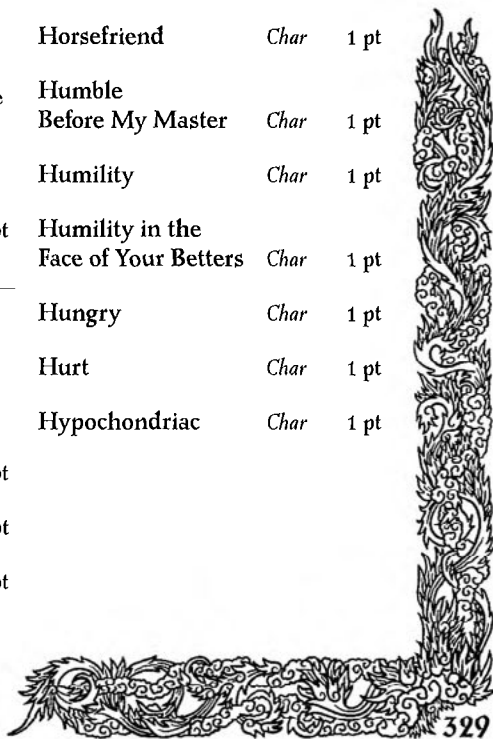 Horsefriend Char 1 pt
Humble
Before My Master Char 1 pt
Humility Char 1 pt
Humility in the
Face of Your Betters Char 1 pt
Hungry Char 1 pt
Hurt Char 1 pt
Hypochondriac Char 1 pt
329